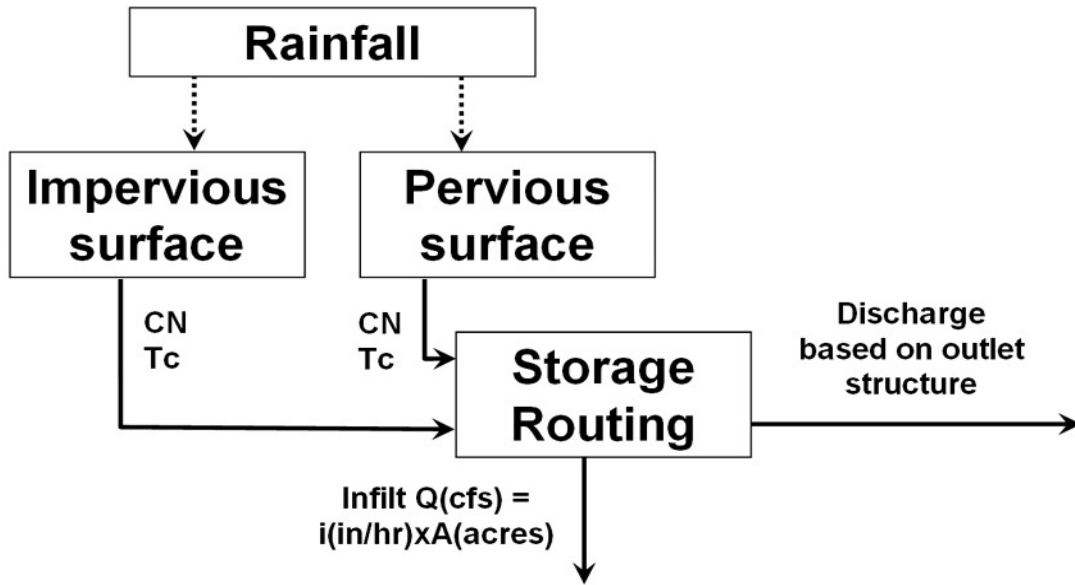 Rainfall
Impervious
surface
Pervious
surface
CN
Tc
CN
Tc
Storage
Routing
Discharge
based on outlet
structure
Infilt Q(cfs) =
i(in/hr)xA(acres)